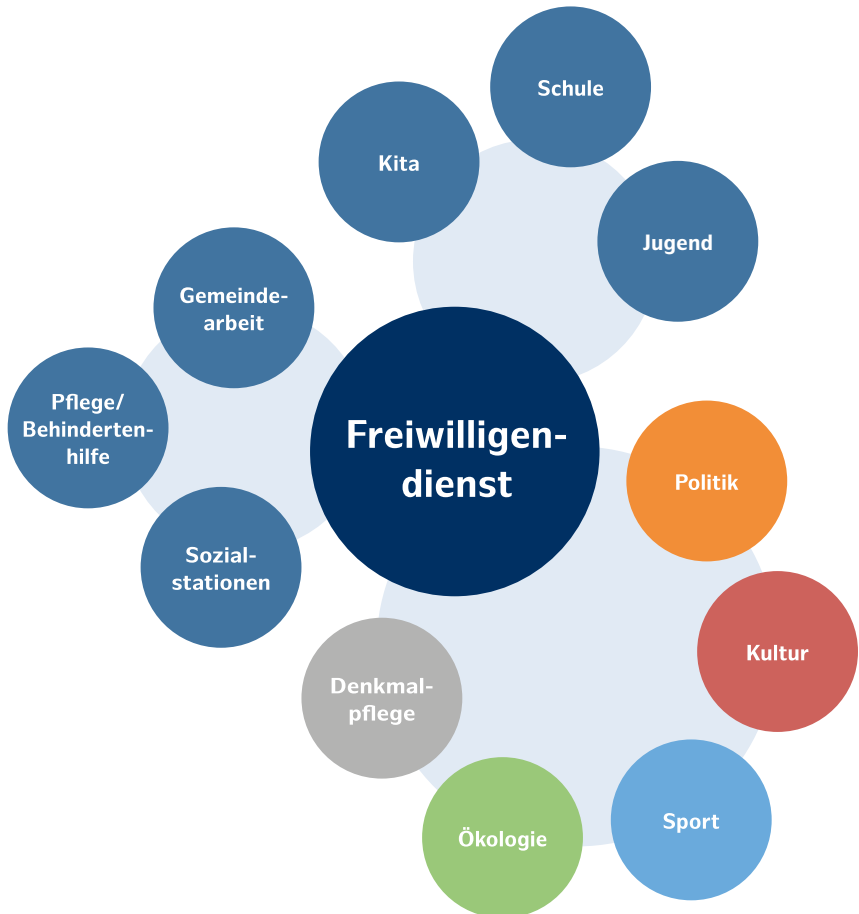 Schule
Kita
Jugend
Gemeinde-
arbeit
Pflege/
Behinderten-
hilfe
Freiwilligen-
dienst
Politik
Sozial-
stationen
Kultur
Denkmal-
pflege
Sport
Ökologie